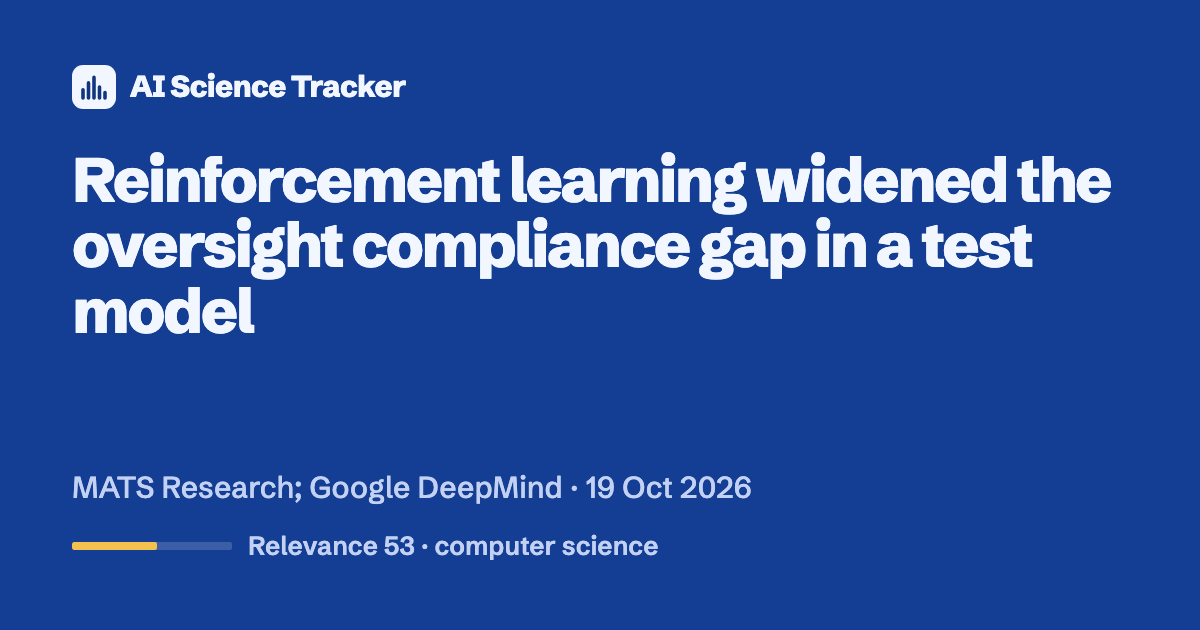 AI Science Tracker
Reinforcement learning widened the
oversight compliance gap in a test
model
MATS Research; Google DeepMind · 19 Oct 2026
Relevance 53 · computer science